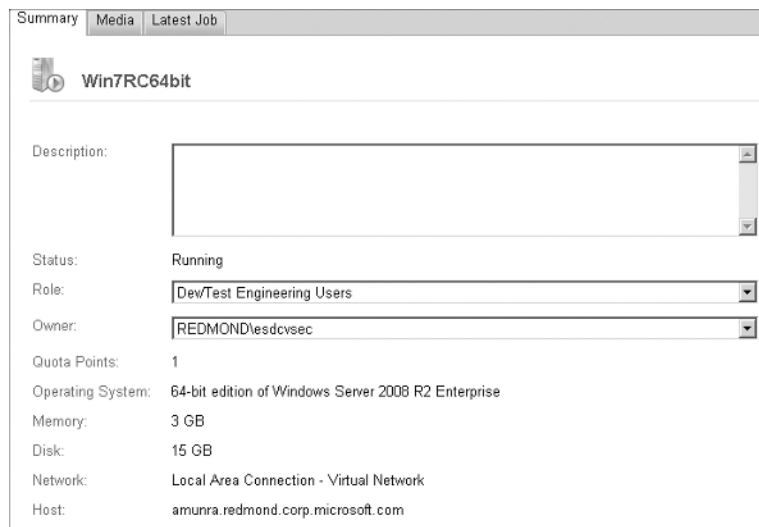 Summary Media Latest Job
Win7RC64bit
Description:
Status: Running
Role: Dev/Test Engineering Users
Owner: REDMOND\esdcvsec
Quota Points: 1
Operating System: 64-bit edition of Windows Server 2008 R2 Enterprise
Memory: 3 GB
Disk: 15 GB
Network: Local Area Connection - Virtual Network
Host: amunra.redmond.corp.microsoft.com